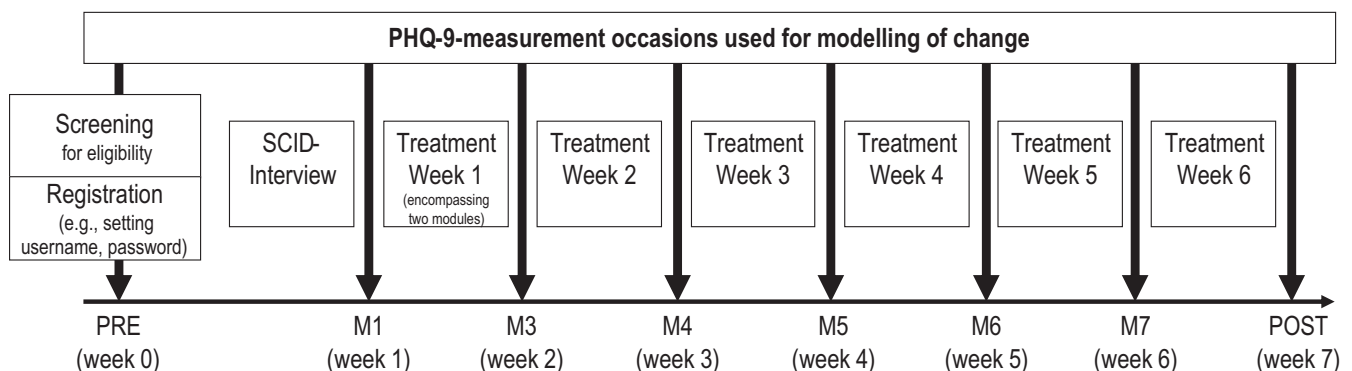 PHQ-9-measurement occasions used for modelling of change
Screening
for eligibility
Registration
(e.g., setting
username, password)
SCID-
Interview
Treatment
Week 1
(encompassing
two modules)
Treatment
Week 2
Treatment
Week 3
Treatment
Week 4
Treatment
Week 5
Treatment
Week 6
PRE
(week 0)
M1
(week 1)
M3
(week 2)
M4
(week 3)
M5
(week 4)
M6
(week 5)
M7
(week 6)
POST
(week 7)